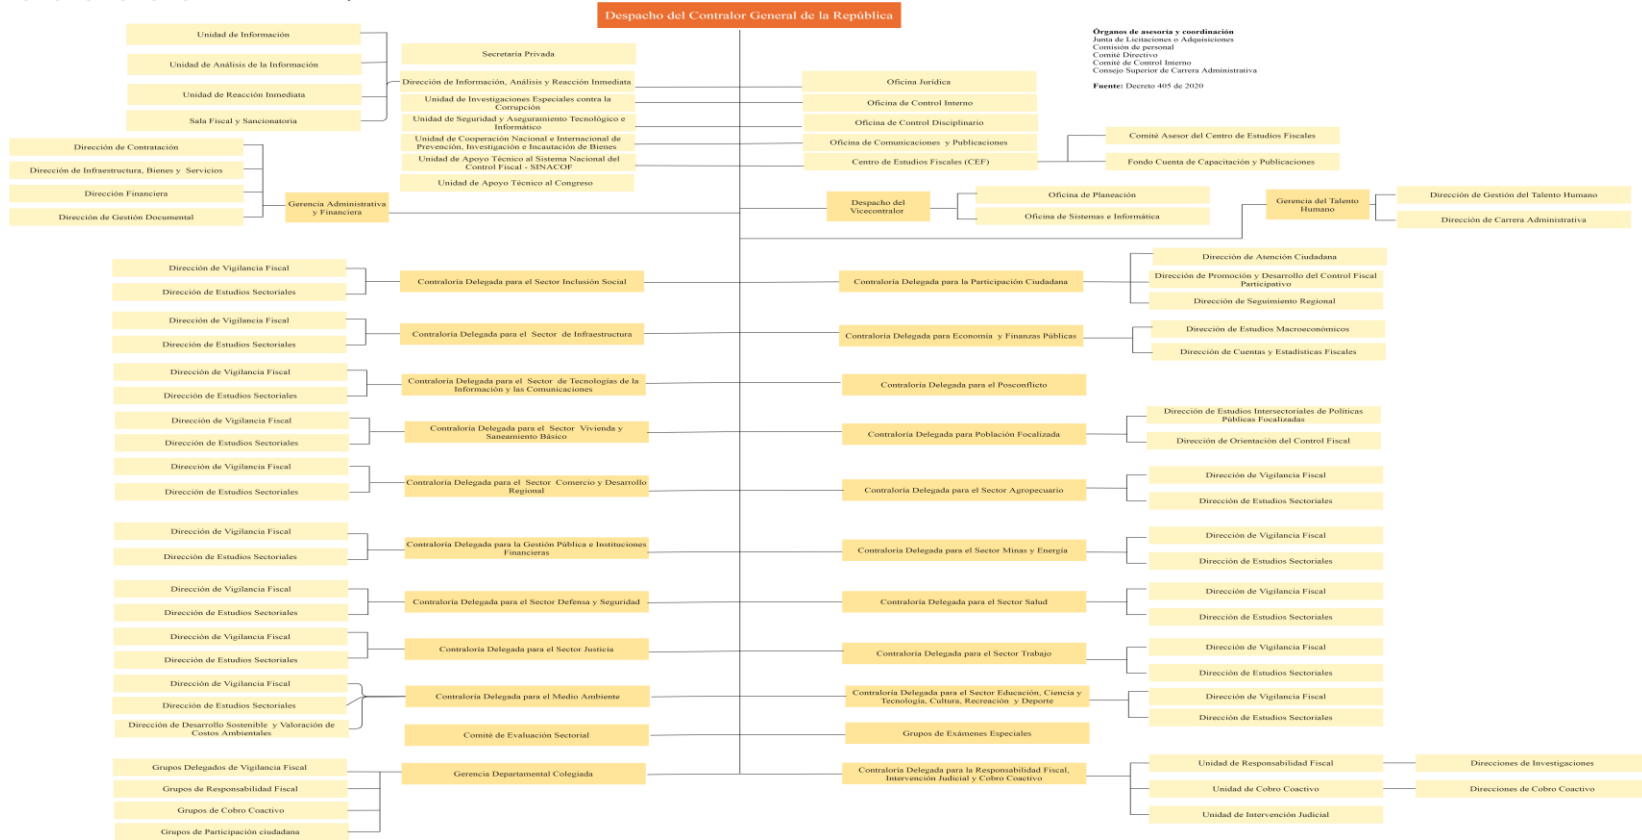 Despacho del Contralor General de la República
Órganos de asesoría y coordinación
Junta de Licitaciones o Adquisiciones
Comisión de personal
Comité Directivo
Comité de Control Interno
Consejo Superior de Carrera Administrativa
Fuente: Decreto 405 de 2020
Unidad de Información
Unidad de Análisis de la Información
Unidad de Reacción Inmediata
Sala Fiscal y Sancionatoria
Secretaría Privada
Dirección de Información, Análisis y Reacción Inmediata
Unidad de Investigaciones Especiales contra la
Corrupción
Unidad de Seguridad y Aseguramiento Tecnológico e
Informático
Unidad de Cooperación Nacional e Internacional de
Prevención, Investigación e Incautación de Bienes
Unidad de Apoyo Técnico al Sistema Nacional del
Control Fiscal - SINACOF
Unidad de Apoyo Técnico al Congreso
Oficina Jurídica
Oficina de Control Interno
Oficina de Control Disciplinario
Oficina de Comunicaciones y Publicaciones
Centro de Estudios Fiscales (CEF)
Comité Asesor del Centro de Estudios Fiscales
Fondo Cuenta de Capacitación y Publicaciones
Dirección de Contratación
Dirección de Infraestructura, Bienes y Servicios
Dirección Financiera
Dirección de Gestión Documental
Gerencia Administrativa
y Financiera
Despacho del
Vicecontralor
Oficina de Planeación
Oficina de Sistemas e Informática
Gerencia del Talento
Humano
Dirección de Gestión del Talento Humano
Dirección de Carrera Administrativa
Dirección de Vigilancia Fiscal
Dirección de Estudios Sectoriales
Contraloría Delegada para el Sector Inclusión Social
Contraloría Delegada para la Participación Ciudadana
Dirección de Atención Ciudadana
Dirección de Promoción y Desarrollo del Control Fiscal
Participativo
Dirección de Seguimiento Regional
Dirección de Vigilancia Fiscal
Dirección de Estudios Sectoriales
Contraloría Delegada para el Sector de Infraestructura
Contraloría Delegada para Economía y Finanzas Públicas
Dirección de Estudios Macroeconómicos
Dirección de Cuentas y Estadísticas Fiscales
Dirección de Vigilancia Fiscal
Dirección de Estudios Sectoriales
Contraloría Delegada para el Sector de Tecnologías de la
Información y las Comunicaciones
Contraloría Delegada para el Posconflicto
Dirección de Vigilancia Fiscal
Dirección de Estudios Sectoriales
Contraloría Delegada para el Sector Vivienda y
Saneamiento Básico
Contraloría Delegada para Población Focalizada
Dirección de Estudios Intersectoriales de Políticas
Públicas Focalizadas
Dirección de Orientación del Control Fiscal
Dirección de Vigilancia Fiscal
Dirección de Estudios Sectoriales
Contraloría Delegada para el Sector Comercio y Desarrollo
Regional
Contraloría Delegada para el Sector Agropecuario
Dirección de Vigilancia Fiscal
Dirección de Estudios Sectoriales
Dirección de Vigilancia Fiscal
Dirección de Estudios Sectoriales
Contraloría Delegada para la Gestión Pública e Instituciones
Financieras
Contraloría Delegada para el Sector Minas y Energía
Dirección de Vigilancia Fiscal
Dirección de Estudios Sectoriales
Dirección de Vigilancia Fiscal
Dirección de Estudios Sectoriales
Contraloría Delegada para el Sector Defensa y Seguridad
Contraloría Delegada para el Sector Salud
Dirección de Vigilancia Fiscal
Dirección de Estudios Sectoriales
Dirección de Vigilancia Fiscal
Dirección de Estudios Sectoriales
Contraloría Delegada para el Sector Justicia
Contraloría Delegada para el Sector Trabajo
Dirección de Vigilancia Fiscal
Dirección de Estudios Sectoriales
Dirección de Vigilancia Fiscal
Dirección de Estudios Sectoriales
Dirección de Desarrollo Sostenible y Valoración de
Costos Ambientales
Contraloría Delegada para el Medio Ambiente
Contraloría Delegada para el Sector Educación, Ciencia y
Tecnología, Cultura, Recreación y Deporte
Dirección de Vigilancia Fiscal
Dirección de Estudios Sectoriales
Comité de Evaluación Sectorial
Grupos de Exámenes Especiales
Grupos Delegados de Vigilancia Fiscal
Grupos de Responsabilidad Fiscal
Grupos de Cobro Coactivo
Grupos de Participación ciudadana
Gerencia Departamental Colegiada
Contraloría Delegada para la Responsabilidad Fiscal,
Intervención Judicial y Cobro Coactivo
Unidad de Responsabilidad Fiscal
Direcciones de Investigaciones
Unidad de Cobro Coactivo
Direcciones de Cobro Coactivo
Unidad de Intervención Judicial